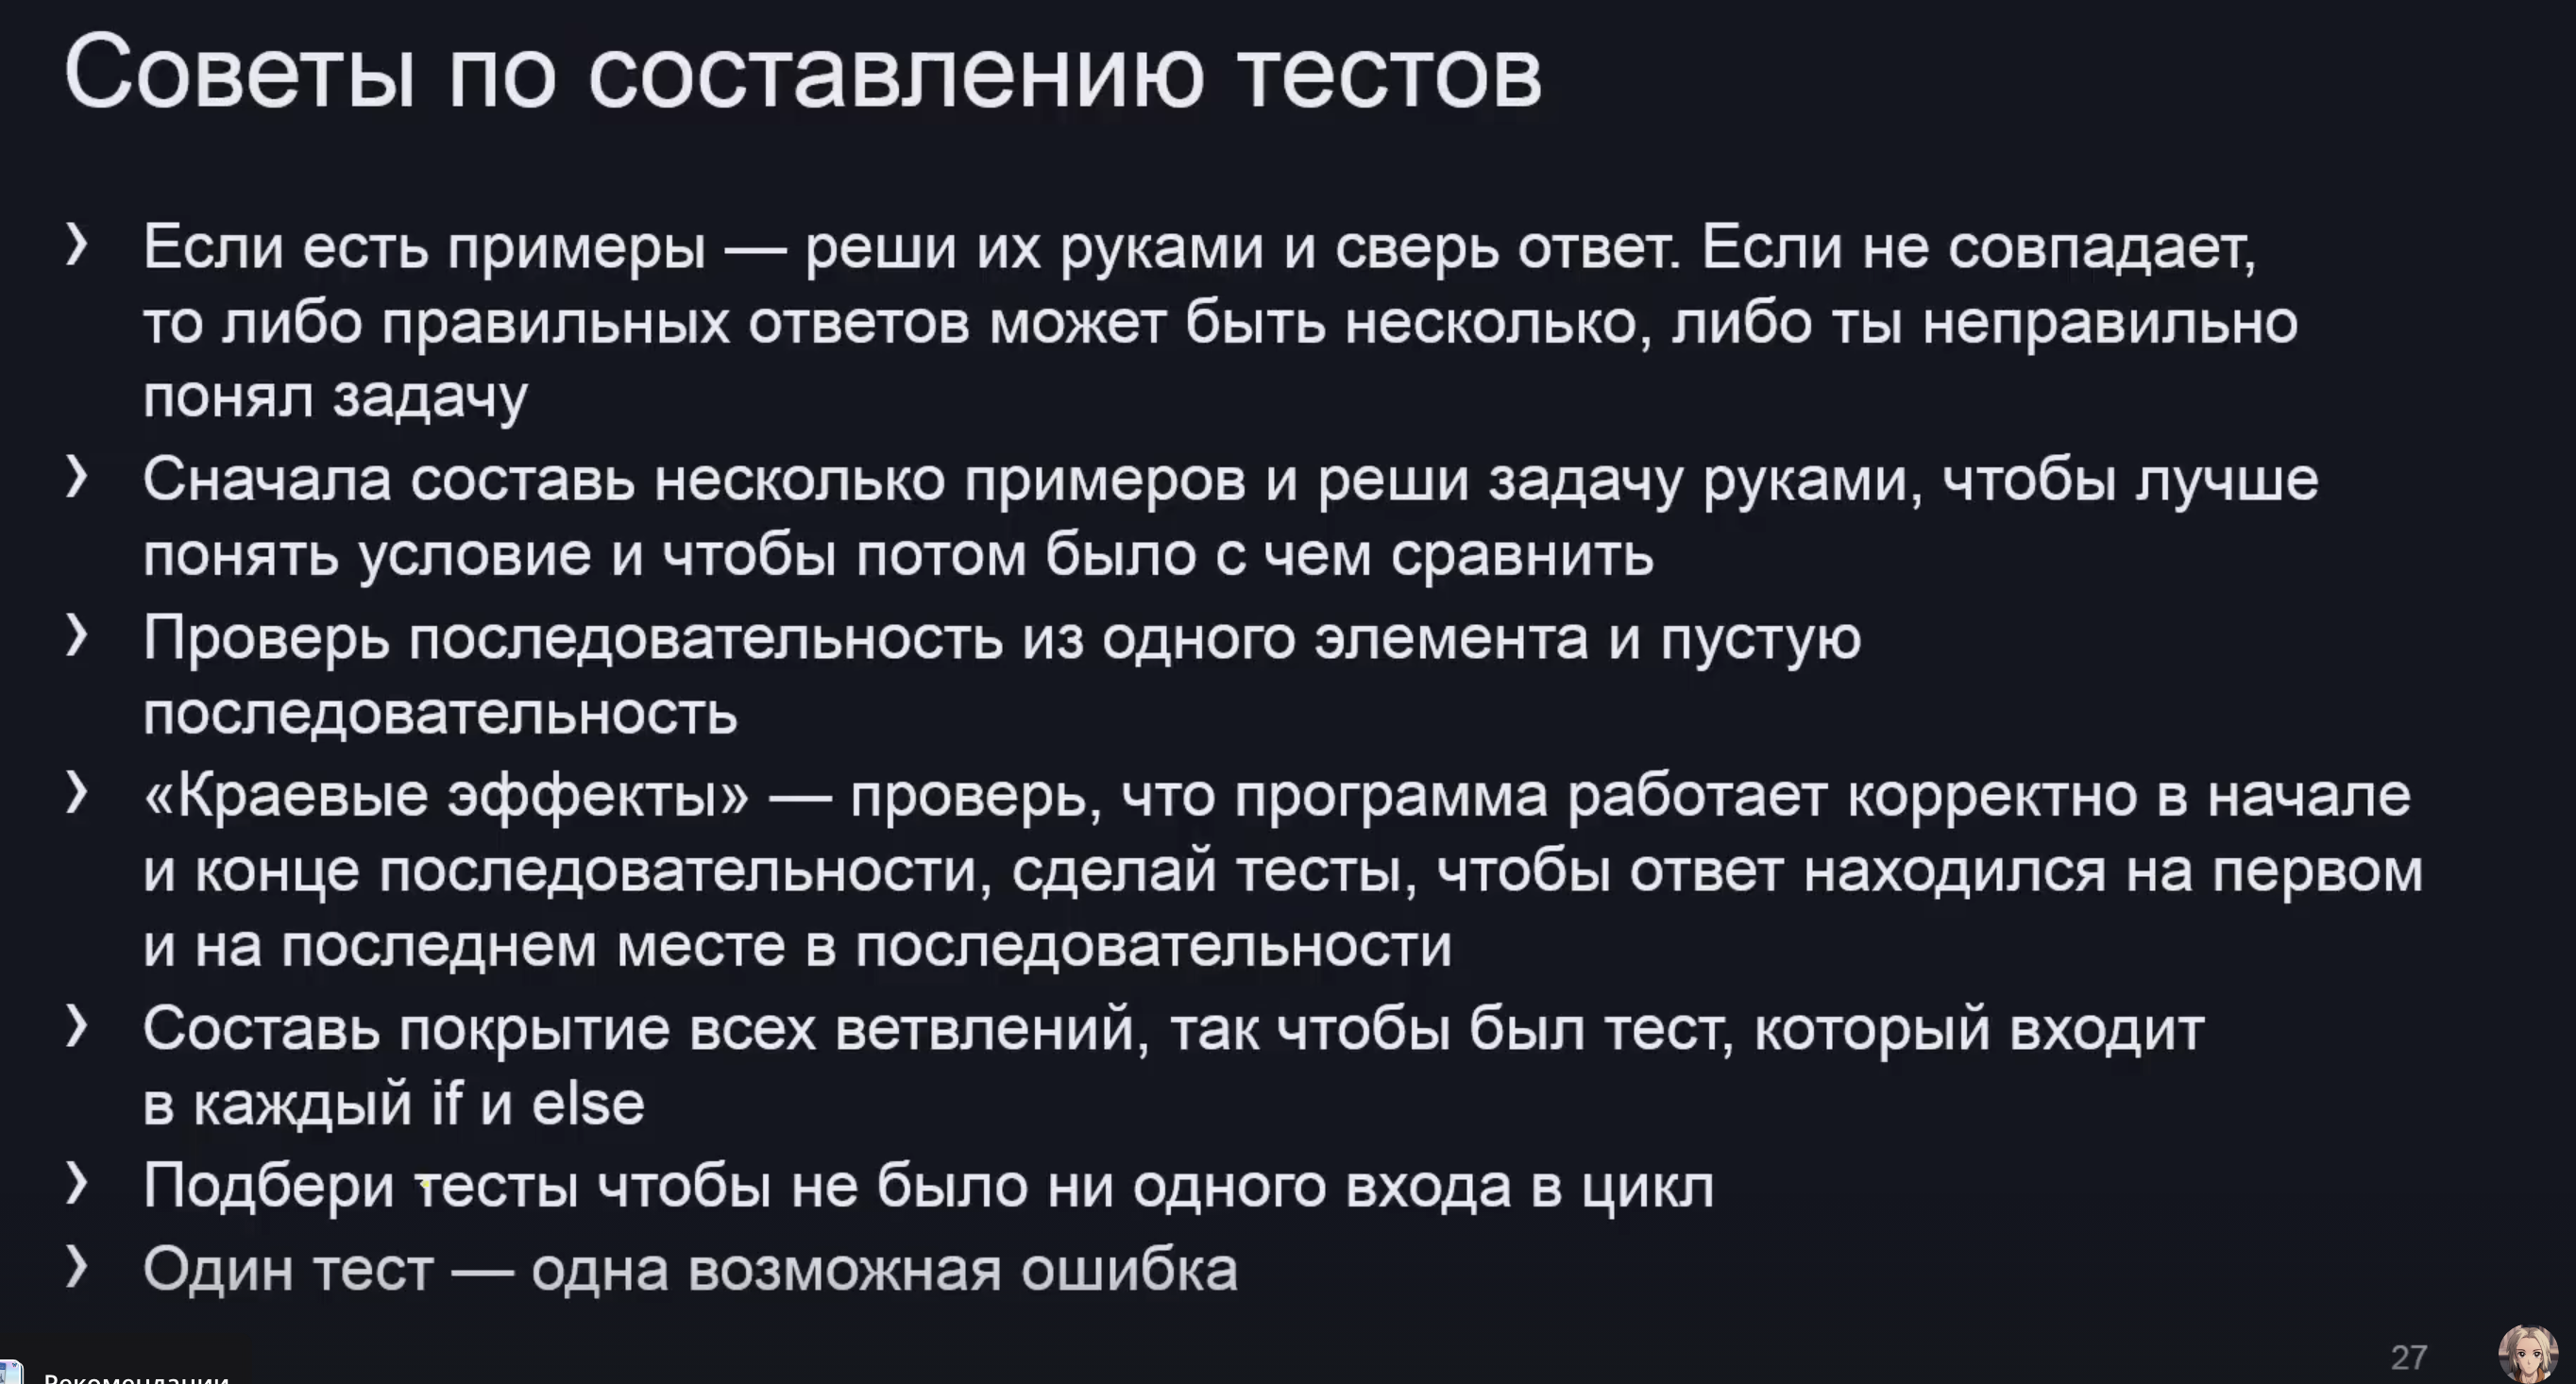 Советы по составлению тестов
› Если есть примеры — реши их руками и сверь ответ. Если не совпадает,
то либо правильных ответов может быть несколько, либо ты неправильно
понял задачу
› Сначала составь несколько примеров и реши задачу руками, чтобы лучше
понять условие и чтобы потом было с чем сравнить
› Проверь последовательность из одного элемента и пустую
последовательность
› «Краевые эффекты» — проверь, что программа работает корректно в начале
и конце последовательности, сделай тесты, чтобы ответ находился на первом
и на последнем месте в последовательности
› Составь покрытие всех ветвлений, так чтобы был тест, который входит
в каждый if и else
› Подбери тесты чтобы не было ни одного входа в цикл
› Один тест — одна возможная ошибка
27
Рекомендации